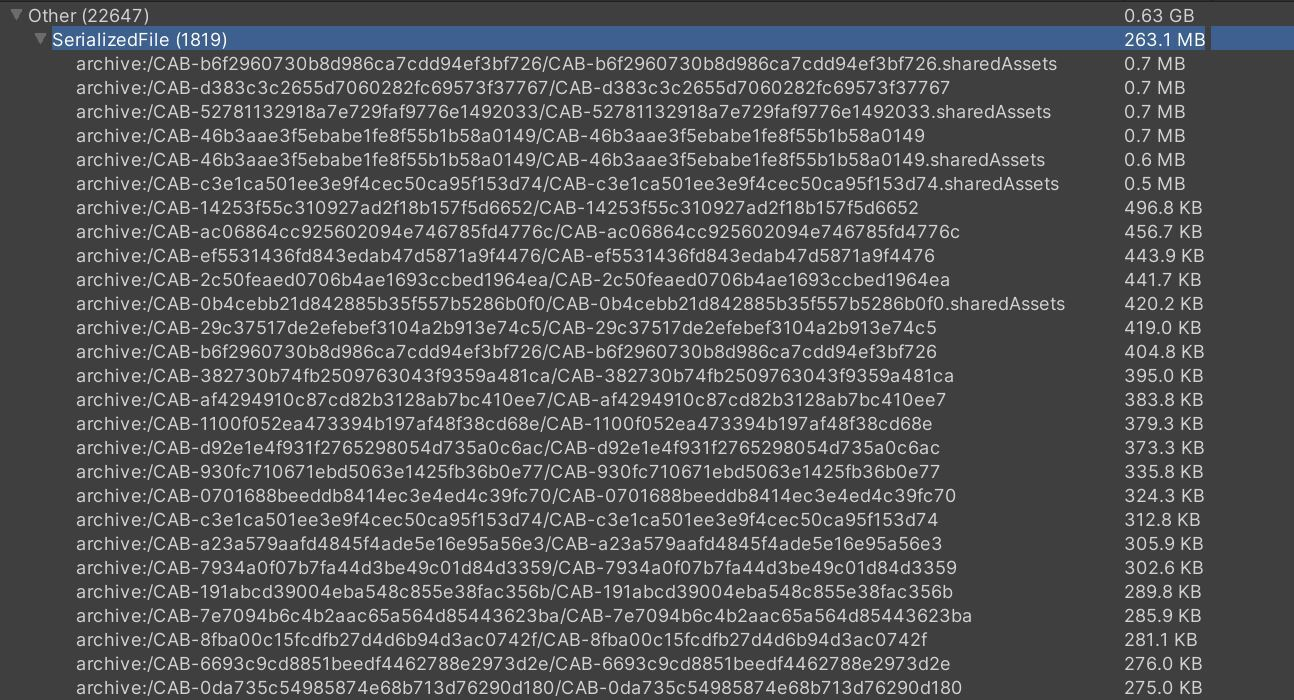 Other (22647) 0.63 GB
SerializedFile (1819) 263.1 MB
archive:/CAB-b6f2960730b8d986ca7cdd94ef3bf726/CAB-b6f2960730b8d986ca7cdd94ef3bf726.sharedAssets 0.7 MB
archive:/CAB-d383c3c2655d7060282fc69573f37767/CAB-d383c3c2655d7060282fc69573f37767 0.7 MB
archive:/CAB-52781132918a7e729faf9776e1492033/CAB-52781132918a7e729faf9776e1492033.sharedAssets 0.7 MB
archive:/CAB-46b3aae3f5ebabe1fe8f55b1b58a0149/CAB-46b3aae3f5ebabe1fe8f55b1b58a0149 0.7 MB
archive:/CAB-46b3aae3f5ebabe1fe8f55b1b58a0149/CAB-46b3aae3f5ebabe1fe8f55b1b58a0149.sharedAssets 0.6 MB
archive:/CAB-c3e1ca501ee3e9f4cec50ca95f153d74/CAB-c3e1ca501ee3e9f4cec50ca95f153d74.sharedAssets 0.5 MB
archive:/CAB-14253f55c310927ad2f18b157f5d6652/CAB-14253f55c310927ad2f18b157f5d6652 496.8 KB
archive:/CAB-ac06864cc925602094e746785fd4776c/CAB-ac06864cc925602094e746785fd4776c 456.7 KB
archive:/CAB-ef5531436fd843edab47d5871a9f4476/CAB-ef5531436fd843edab47d5871a9f4476 443.9 KB
archive:/CAB-2c50feaed0706b4ae1693ccbed1964ea/CAB-2c50feaed0706b4ae1693ccbed1964ea 441.7 KB
archive:/CAB-0b4cebb21d842885b35f557b5286b0f0/CAB-0b4cebb21d842885b35f557b5286b0f0.sharedAssets 420.2 KB
archive:/CAB-29c37517de2efebef3104a2b913e74c5/CAB-29c37517de2efebef3104a2b913e74c5 419.0 KB
archive:/CAB-b6f2960730b8d986ca7cdd94ef3bf726/CAB-b6f2960730b8d986ca7cdd94ef3bf726 404.8 KB
archive:/CAB-382730b74fb2509763043f9359a481ca/CAB-382730b74fb2509763043f9359a481ca 395.0 KB
archive:/CAB-af4294910c87cd82b3128ab7bc410ee7/CAB-af4294910c87cd82b3128ab7bc410ee7 383.8 KB
archive:/CAB-1100f052ea473394b197af48f38cd68e/CAB-1100f052ea473394b197af48f38cd68e 379.3 KB
archive:/CAB-d92e1e4f931f2765298054d735a0c6ac/CAB-d92e1e4f931f2765298054d735a0c6ac 373.3 KB
archive:/CAB-930fc710671ebd5063e1425fb36b0e77/CAB-930fc710671ebd5063e1425fb36b0e77 335.8 KB
archive:/CAB-0701688beeddb8414ec3e4ed4c39fc70/CAB-0701688beeddb8414ec3e4ed4c39fc70 324.3 KB
archive:/CAB-c3e1ca501ee3e9f4cec50ca95f153d74/CAB-c3e1ca501ee3e9f4cec50ca95f153d74 312.8 KB
archive:/CAB-a23a579aafd4845f4ade5e16e95a56e3/CAB-a23a579aafd4845f4ade5e16e95a56e3 305.9 KB
archive:/CAB-7934a0f07b7fa44d3be49c01d84d3359/CAB-7934a0f07b7fa44d3be49c01d84d3359 302.6 KB
archive:/CAB-191abcd39004eba548c855e38fac356b/CAB-191abcd39004eba548c855e38fac356b 289.8 KB
archive:/CAB-7e7094b6c4b2aac65a564d85443623ba/CAB-7e7094b6c4b2aac65a564d85443623ba 285.9 KB
archive:/CAB-8fba00c15fcdfb27d4d6b94d3ac0742f/CAB-8fba00c15fcdfb27d4d6b94d3ac0742f 281.1 KB
archive:/CAB-6693c9cd8851beedf4462788e2973d2e/CAB-6693c9cd8851beedf4462788e2973d2e 276.0 KB
archive:/CAB-0da735c54985874e68b713d76290d180/CAB-0da735c54985874e68b713d76290d180 275.0 KB